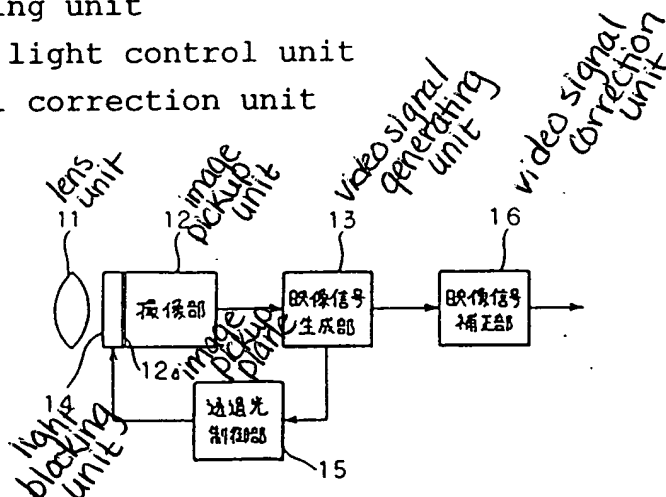 ing unit
light control unit
l correction unit
lens
unit
11
12
image
pickup
unit
13
video signal
generating
unit
16
video signal
correction
unit
撮像部
映像信号
生成部
映像信号
補正部
12a
image
pickup
plane
14
light
blocking
unit
透過光
制御部
15